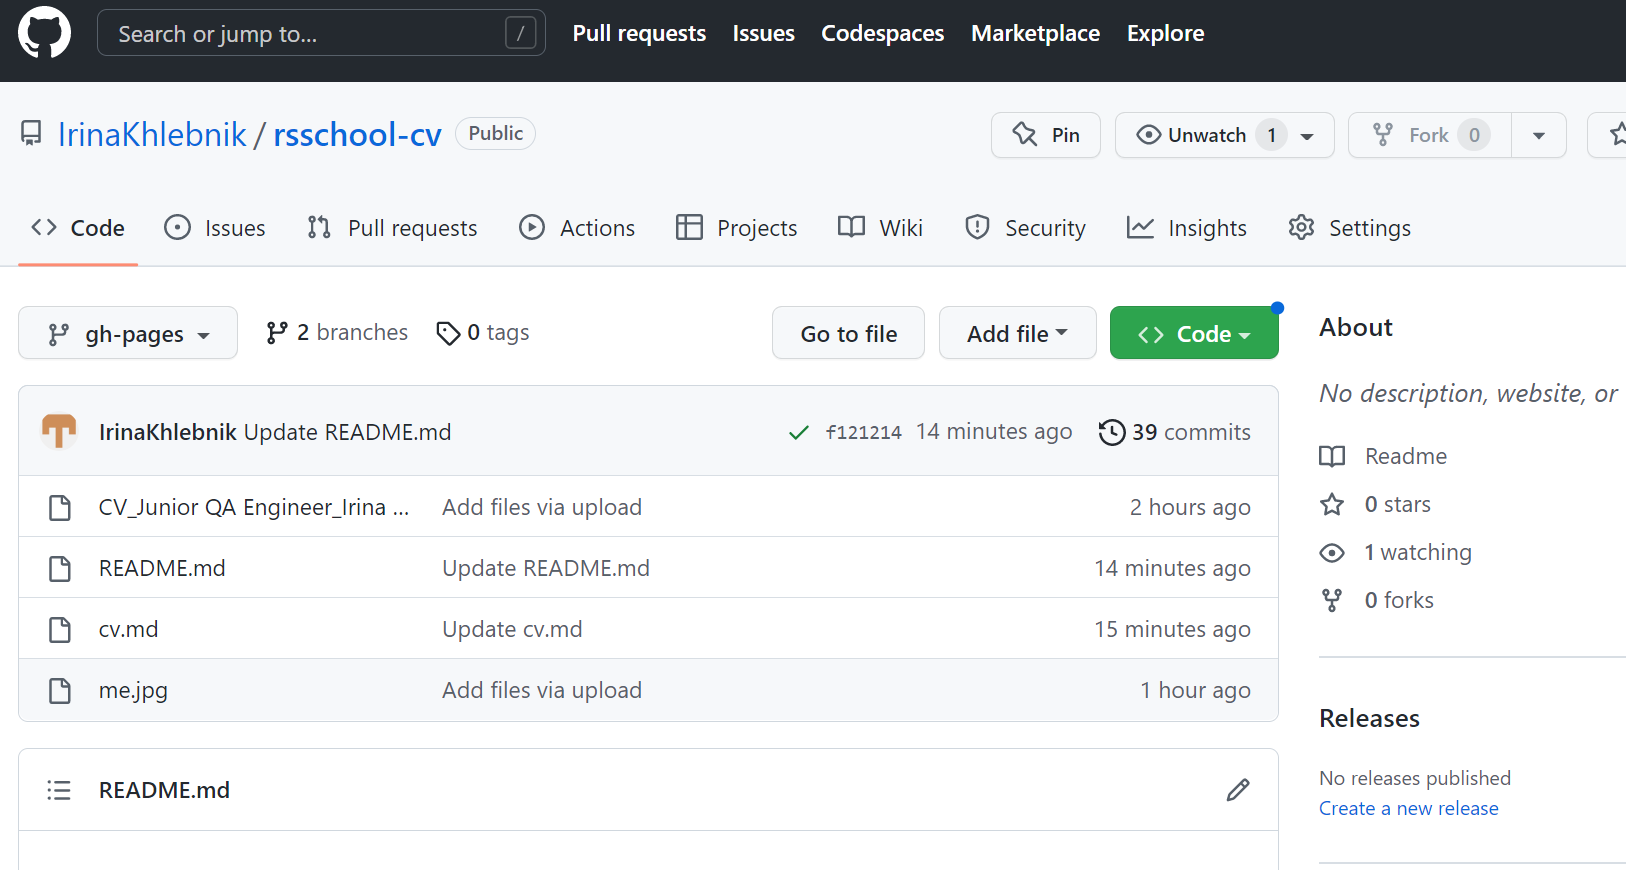 Search or jump to... / Pull requests Issues Codespaces Marketplace Explore
IrinaKhlebnik / rsschool-cv Public Pin Unwatch 1 Fork 0
Code Issues Pull requests Actions Projects Wiki Security Insights Settings
gh-pages 2 branches 0 tags Go to file Add file Code
IrinaKhlebnik Update README.md f121214 14 minutes ago 39 commits
CV_Junior QA Engineer_Irina ... Add files via upload 2 hours ago
README.md Update README.md 14 minutes ago
cv.md Update cv.md 15 minutes ago
me.jpg Add files via upload 1 hour ago
README.md
About
No description, website, or
Readme
0 stars
1 watching
0 forks
Releases
No releases published
Create a new release